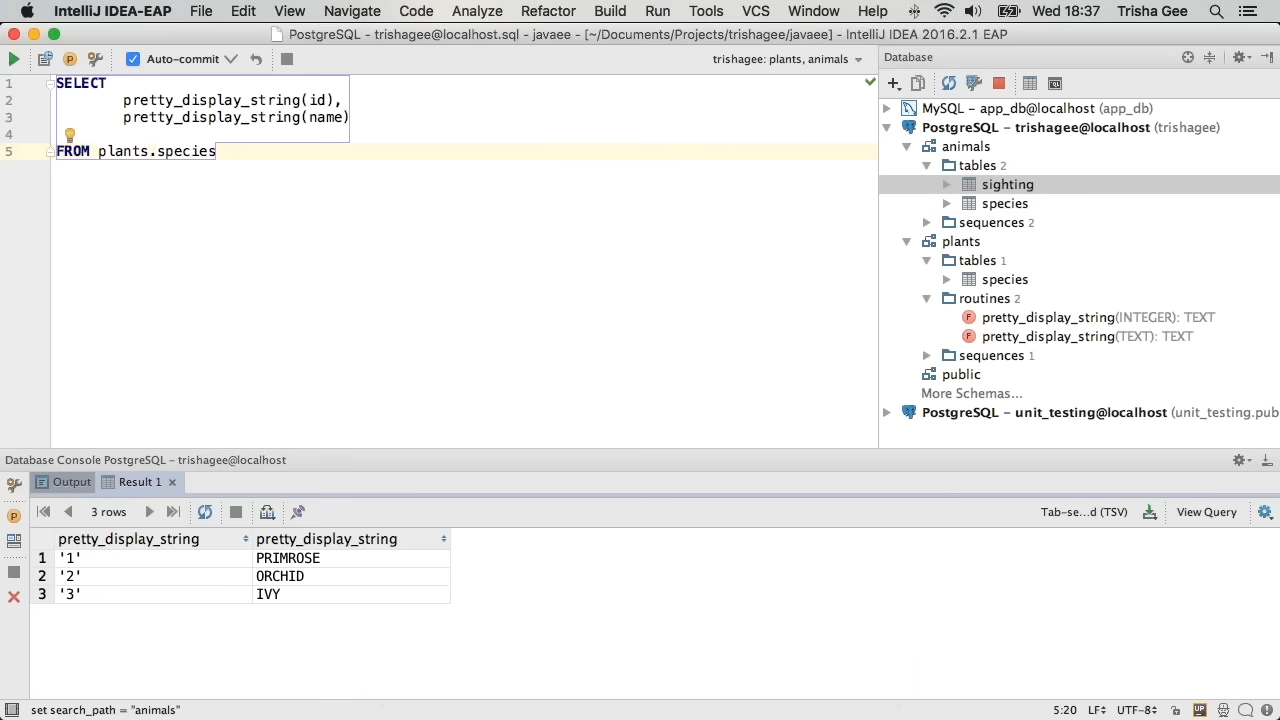 IntelliJ IDEA-EAP File Edit View Navigate Code Analyze Refactor Build Run Tools VCS Window Help Wed 18:37 Trisha Gee
PostgreSQL - trishagee@localhost.sql - javaee - [~/Documents/Projects/trishagee/javaee] - IntelliJ IDEA 2016.2.1 EAP
P Auto-commit trishagee: plants, animals
1 SELECT
2 pretty_display_string(id),
3 pretty_display_string(name)
4
5 FROM plants.species
Database
MySQL - app_db@localhost (app_db)
PostgreSQL - trishagee@localhost (trishagee)
animals
tables 2
sighting
species
sequences 2
plants
tables 1
species
routines 2
F pretty_display_string(INTEGER): TEXT
F pretty_display_string(TEXT): TEXT
sequences 1
public
More Schemas...
PostgreSQL - unit_testing@localhost (unit_testing.pub
Database Console PostgreSQL - trishagee@localhost
Output Result 1
P
3 rows Tab-se...d (TSV) View Query
pretty_display_string pretty_display_string
1 '1' PRIMROSE
2 '2' ORCHID
3 '3' IVY
set search_path = "animals" 5:20 LF UTF-8 UP